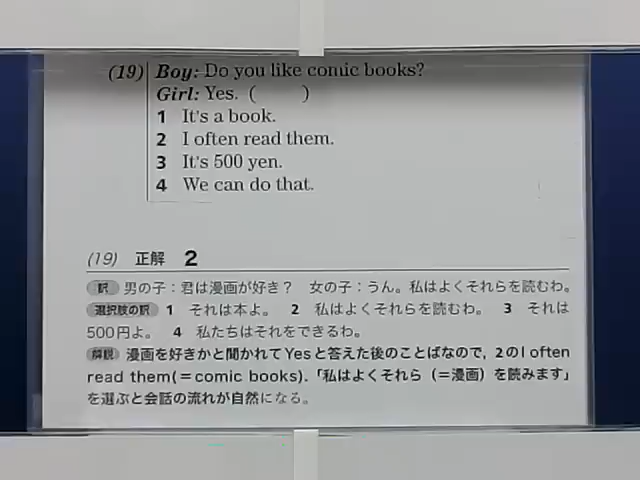 (19) Boy: Do you like comic books?
Girl: Yes. (   )
1 It's a book.
2 I often read them.
3 It's 500 yen.
4 We can do that.
(19) 正解 2
訳 男の子：君は漫画が好き？ 女の子：うん。私はよくそれらを読むわ。
選択肢の訳 1 それは本よ。 2 私はよくそれらを読むわ。 3 それは
500円よ。 4 私たちはそれをできるわ。
解説 漫画を好きかと聞かれてYesと答えた後のことばなので，2のI often
read them(＝comic books).「私はよくそれら（＝漫画）を読みます」
を選ぶと会話の流れが自然になる。